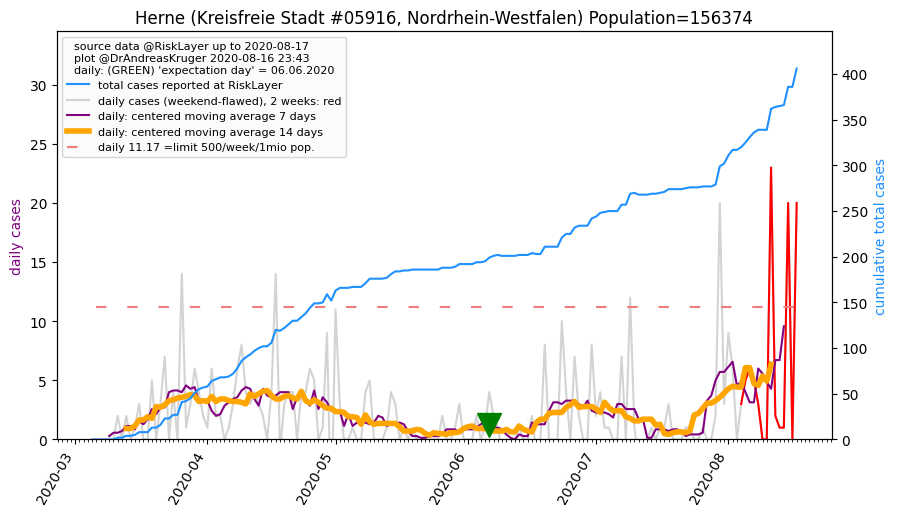 Herne (Kreisfreie Stadt #05916, Nordrhein-Westfalen) Population=156374
source data @RiskLayer up to 2020-08-17
plot @DrAndreasKruger 2020-08-16 23:43
daily: (GREEN) 'expectation day' = 06.06.2020
total cases reported at RiskLayer
daily cases (weekend-flawed), 2 weeks: red
daily: centered moving average 7 days
daily: centered moving average 14 days
daily 11.17 =limit 500/week/1mio pop.
daily cases
0
5
10
15
20
25
30
cumulative total cases
0
50
100
150
200
250
300
350
400
2020-03
2020-04
2020-05
2020-06
2020-07
2020-08